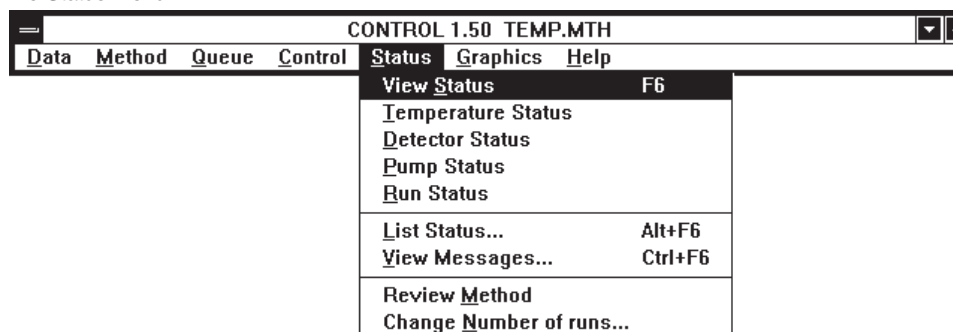 CONTROL 1.50 TEMP.MTH
Data Method Queue Control Status Graphics Help
View Status F6
Temperature Status
Detector Status
Pump Status
Run Status
List Status... Alt+F6
View Messages... Ctrl+F6
Review Method
Change Number of runs...